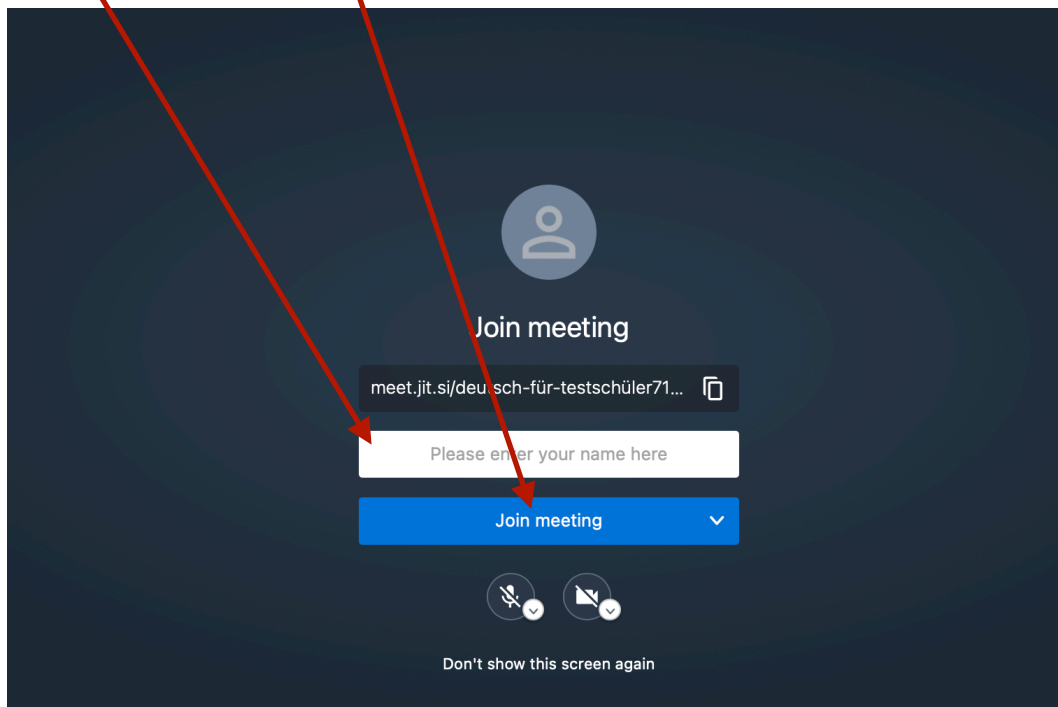 Join meeting
meet.jit.si/deutsch-für-testschüler71...
Please enter your name here
Join meeting
Don't show this screen again